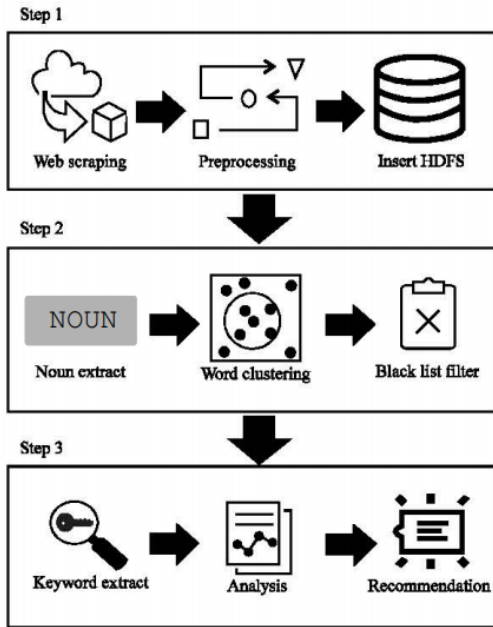 Step 1
Web scraping
Preprocessing
Insert HDFS
Step 2
NOUN
Noun extract
Word clustering
Black list filter
Step 3
Keyword extract
Analysis
Recommendation